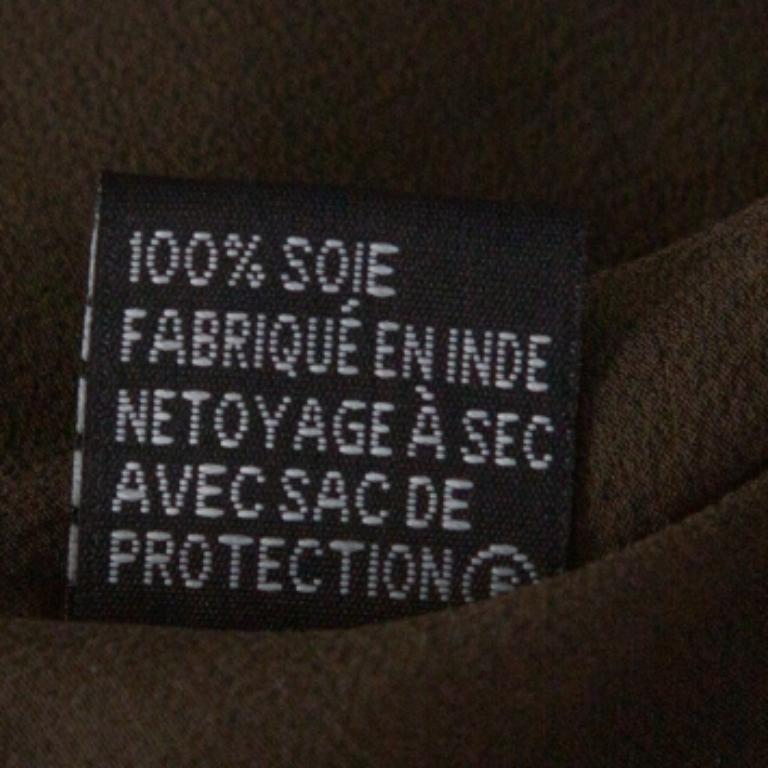 100% SOIE
FABRIQUÉ EN INDE
NETOYAGE À SEC
AVEC SAC DE
PROTECTION